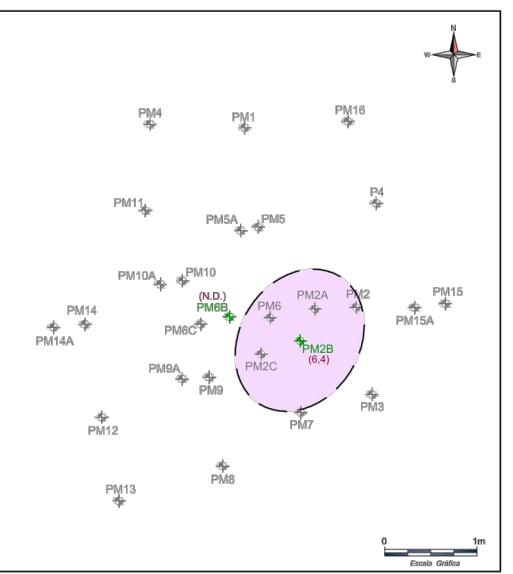 N
W
E
S
PM4
PM1
PM16
P4
PM11
PM5A
PM5
PM10A
PM10
(N.D.)
PM6B
PM6
PM2A
PM2
PM15
PM15A
PM14
PM14A
PM6C
PM2B
(6,4)
PM2C
PM9A
PM9
PM3
PM12
PM7
PM8
PM13
0
1m
Escala Gráfica